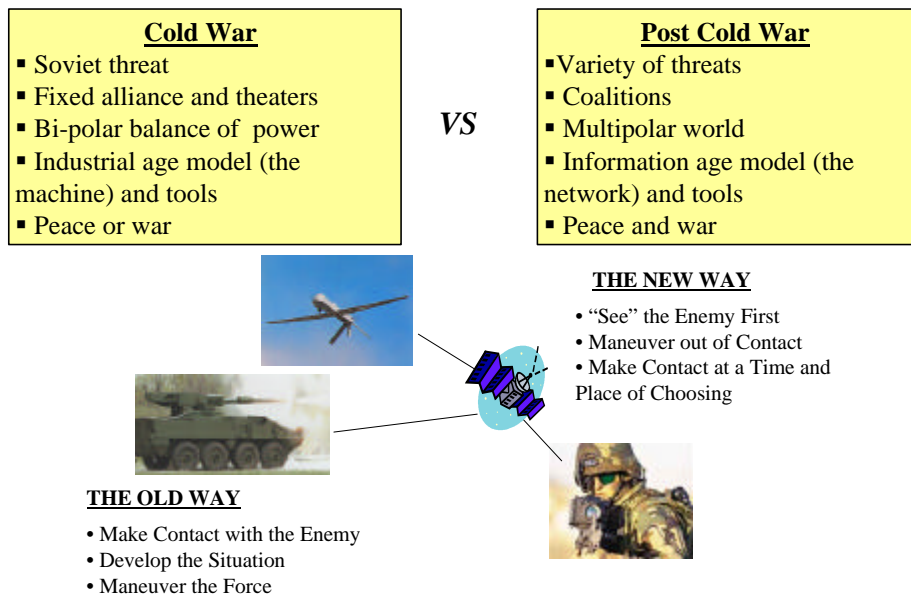 Cold War
▪ Soviet threat
▪ Fixed alliance and theaters
▪ Bi-polar balance of power
▪ Industrial age model (the
machine) and tools
▪ Peace or war
VS
Post Cold War
▪Variety of threats
▪ Coalitions
▪ Multipolar world
▪ Information age model (the
network) and tools
▪ Peace and war
THE NEW WAY
• “See” the Enemy First
• Maneuver out of Contact
• Make Contact at a Time and
Place of Choosing
THE OLD WAY
• Make Contact with the Enemy
• Develop the Situation
• Maneuver the Force